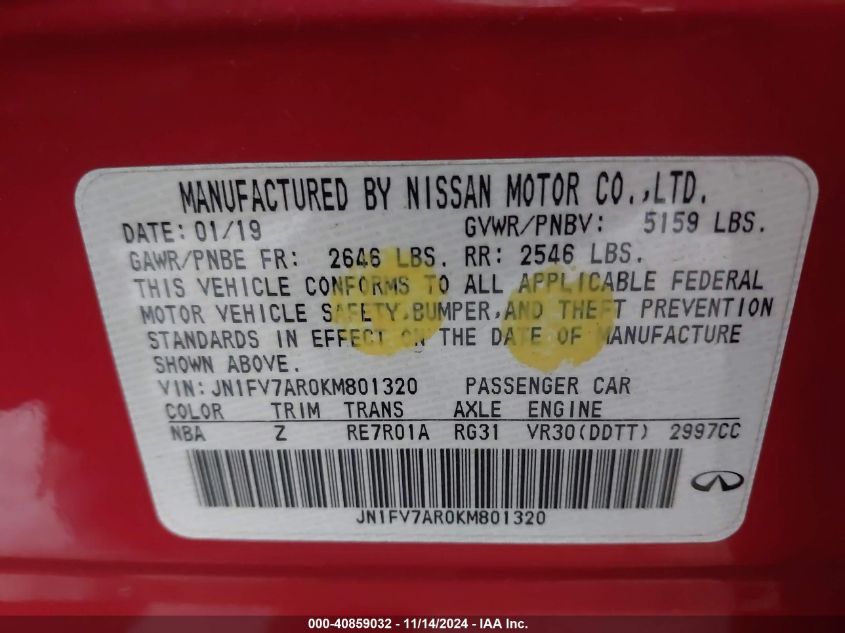 MANUFACTURED BY NISSAN MOTOR CO.,LTD.
DATE: 01/19 GVWR/PNBV: 5159 LBS.
GAWR/PNBE FR: 2646 LBS. RR: 2546 LBS.
THIS VEHICLE CONFORMS TO ALL APPLICABLE FEDERAL
MOTOR VEHICLE SAFETY,BUMPER,AND THEFT PREVENTION
STANDARDS IN EFFECT ON THE DATE OF MANUFACTURE
SHOWN ABOVE.
VIN:JN1FV7AR0KM801320 PASSENGER CAR
COLOR TRIM TRANS AXLE ENGINE
NBA Z RE7R01A RG31 VR30(DDTT) 2997CC
JN1FV7AR0KM801320
000-40859032 - 11/14/2024 - IAA Inc.